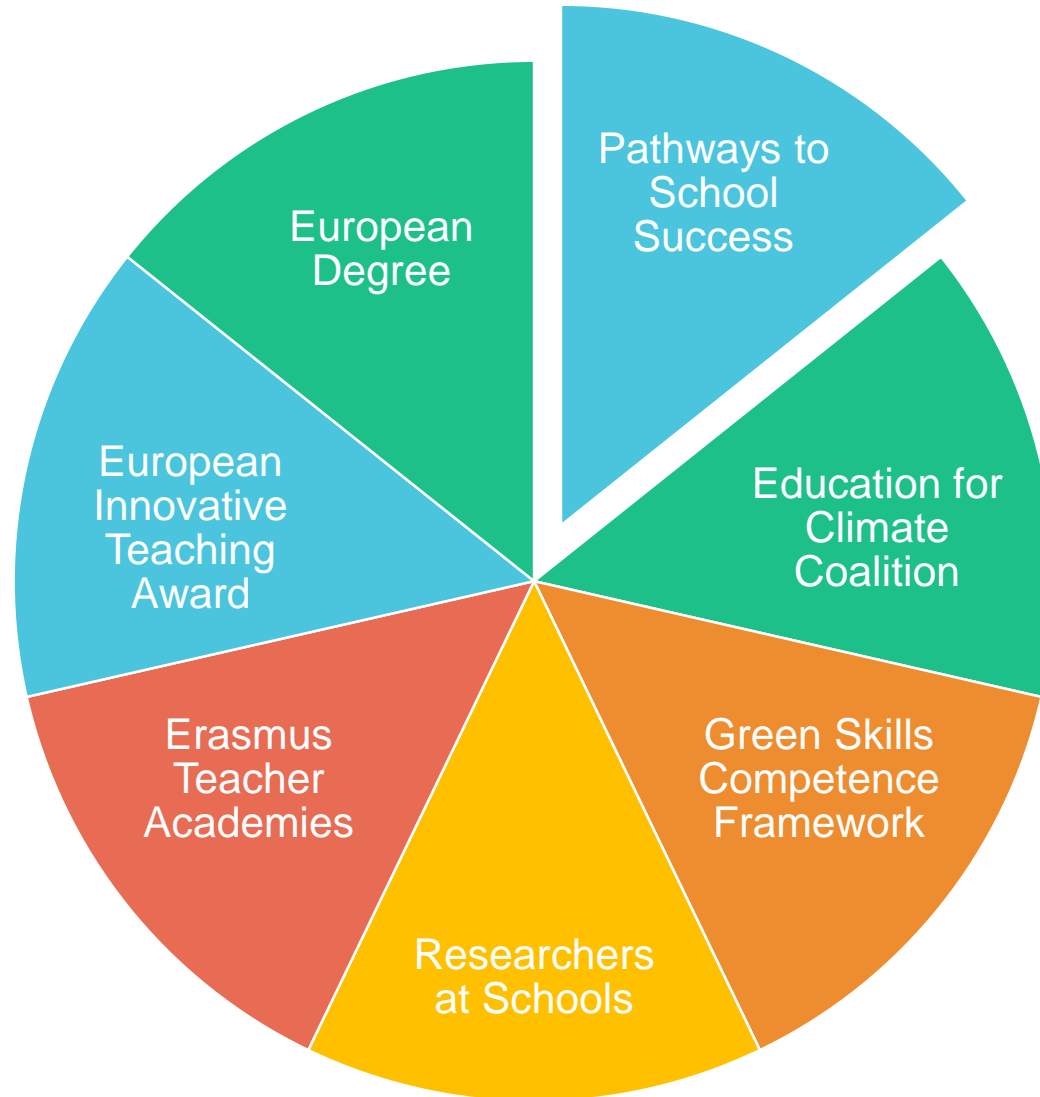 Pathways to
School
Success
Education for
Climate
Coalition
Green Skills
Competence
Framework
Researchers
at Schools
Erasmus
Teacher
Academies
European
Innovative
Teaching
Award
European
Degree